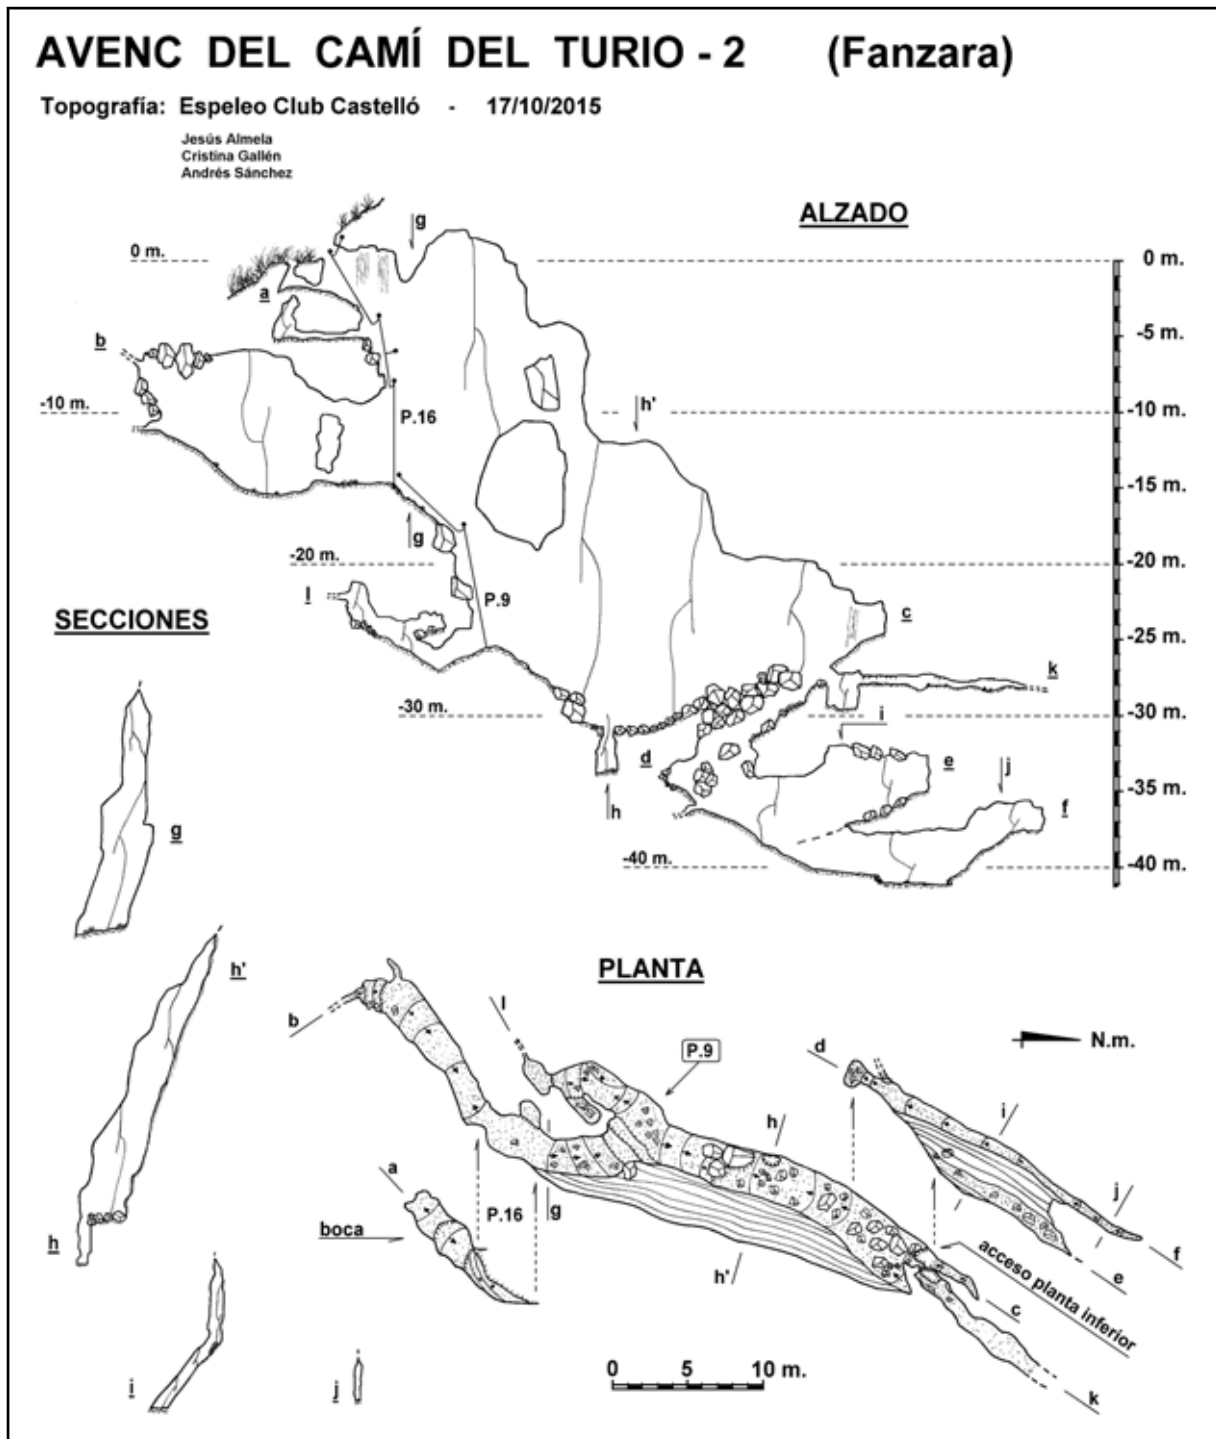 AVENC DEL CAMÍ DEL TURIO - 2 (Fanzara)
Topografía: Espeleo Club Castelló - 17/10/2015
Jesús Almela
Cristina Gallén
Andrés Sánchez
ALZADO
g
0 m.
0 m.
a
-5 m.
b
-10 m.
P.16
h'
-10 m.
-15 m.
g
-20 m.
-20 m.
l
P.9
c
SECCIONES
-25 m.
k
-30 m.
i
-30 m.
d
e
j
-35 m.
h
f
g
-40 m.
-40 m.
h'
PLANTA
b
l
P.9
d
N.m.
h
i
a
P.16
g
j
boca
h
h'
acceso planta inferior
f
e
c
0 5 10 m.
i
j
k